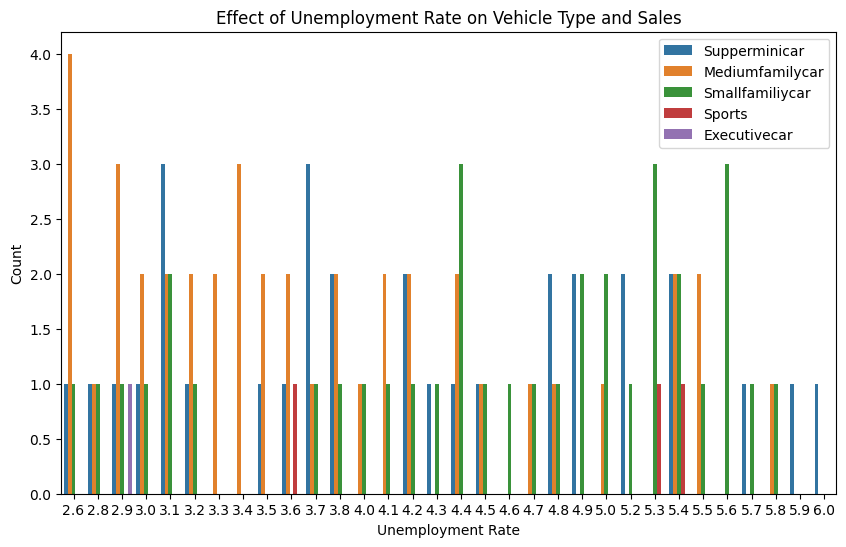 Effect of Unemployment Rate on Vehicle Type and Sales
Supperminicar
Mediumfamilycar
Smallfamiliycar
Sports
Executivecar
Count
4.0
3.5
3.0
2.5
2.0
1.5
1.0
0.5
0.0
2.6 2.8 2.9 3.0 3.1 3.2 3.3 3.4 3.5 3.6 3.7 3.8 4.0 4.1 4.2 4.3 4.4 4.5 4.6 4.7 4.8 4.9 5.0 5.2 5.3 5.4 5.5 5.6 5.7 5.8 5.9 6.0
Unemployment Rate